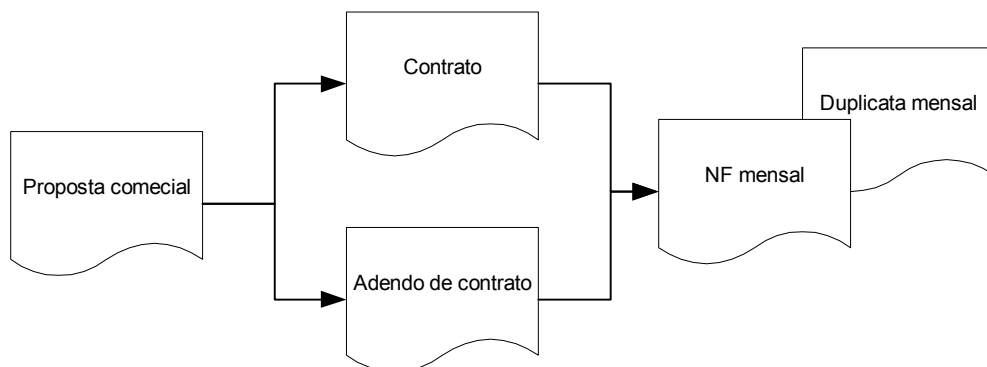 Proposta comecial
Contrato
Adendo de contrato
NF mensal
Duplicata mensal